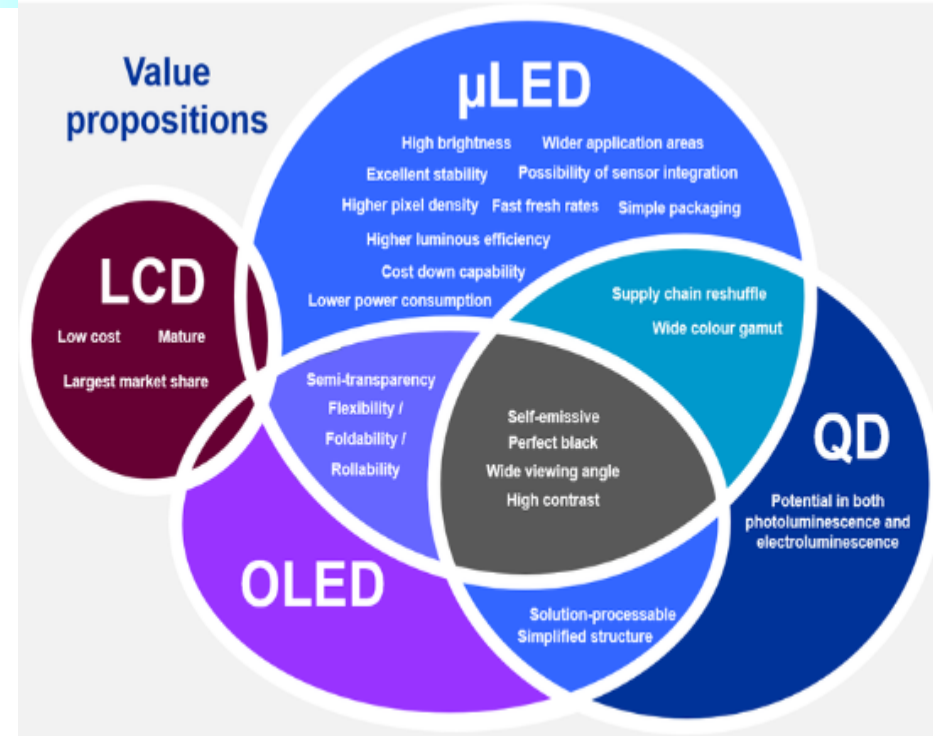 Value
propositions
µLED
High brightness Wider application areas
Excellent stability Possibility of sensor integration
Higher pixel density Fast fresh rates Simple packaging
Higher luminous efficiency
Cost down capability
Lower power consumption
Supply chain reshuffle
Wide colour gamut
LCD
Low cost Mature
Largest market share
Semi-transparency
Flexibility /
Foldability /
Rollability
Self-emissive
Perfect black
Wide viewing angle
High contrast
QD
Potential in both
photoluminescence and
electroluminescence
OLED
Solution-processable
Simplified structure